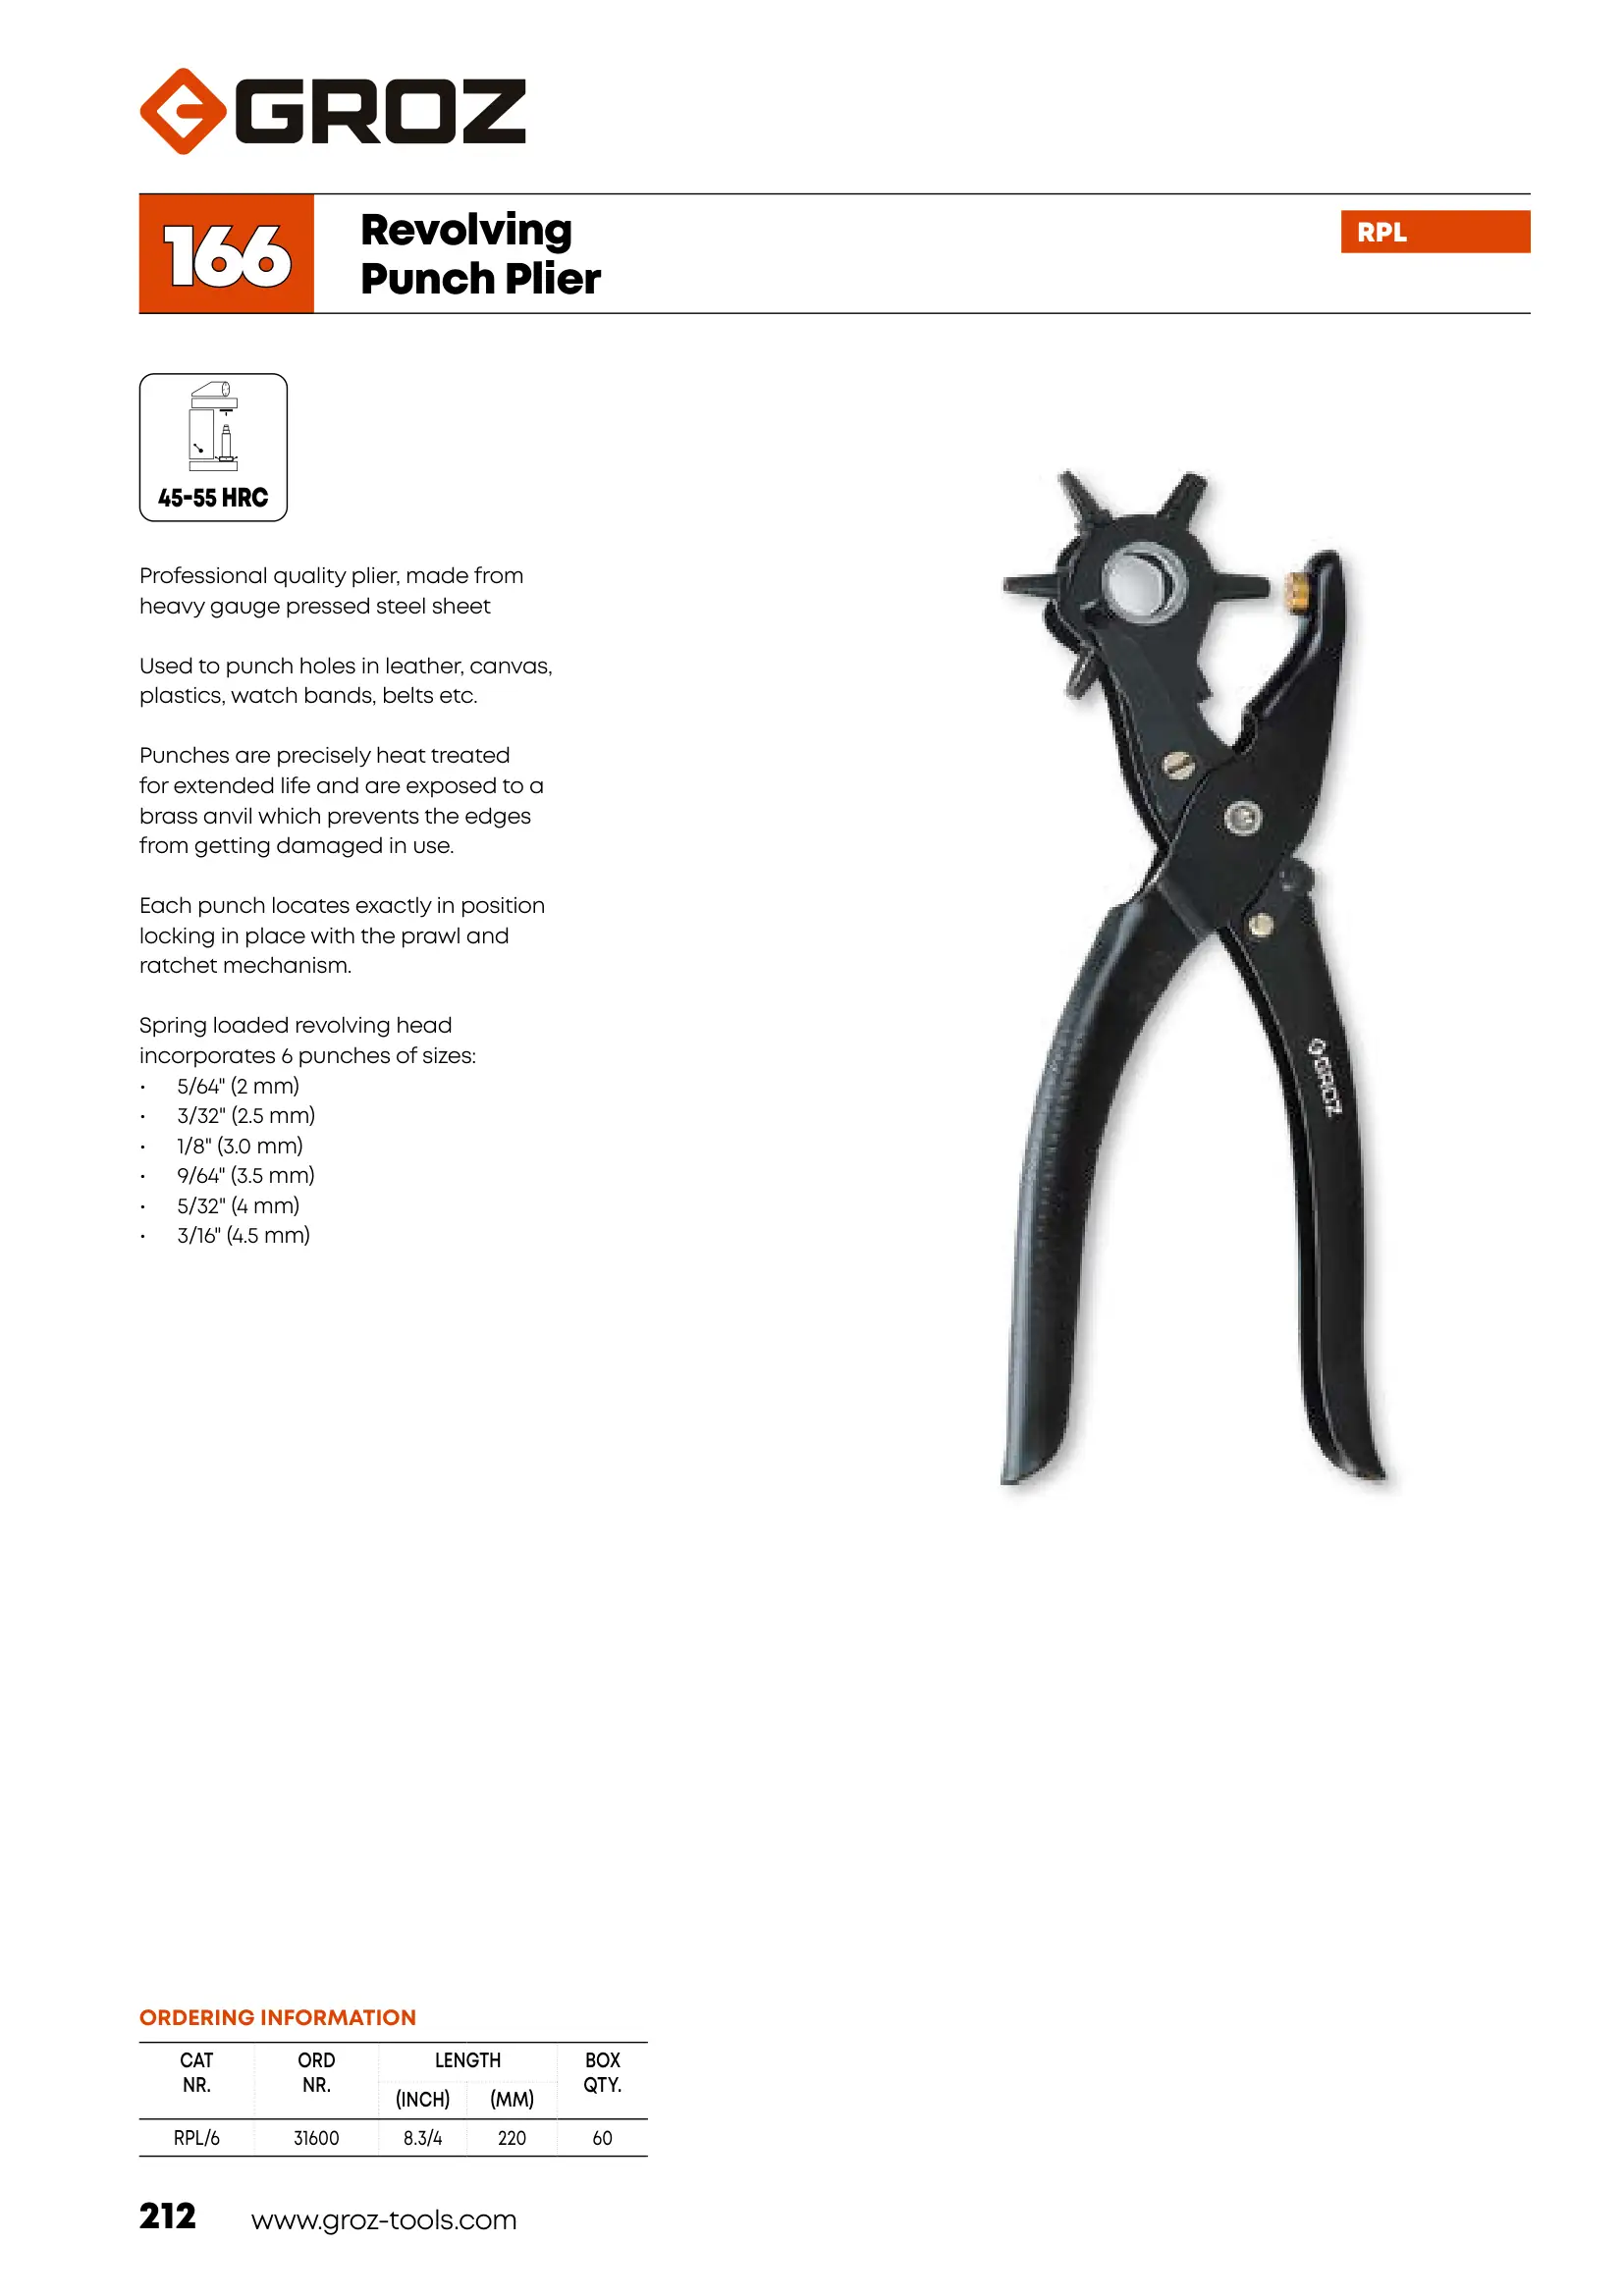 GROZ
166
Revolving
Punch Plier
RPL
45-55 HRC
Professional quality plier, made from
heavy gauge pressed steel sheet
Used to punch holes in leather, canvas,
plastics, watch bands, belts etc.
Punches are precisely heat treated
for extended life and are exposed to a
brass anvil which prevents the edges
from getting damaged in use.
Each punch locates exactly in position
locking in place with the prawl and
ratchet mechanism.
Spring loaded revolving head
incorporates 6 punches of sizes:
• 5/64" (2 mm)
• 3/32" (2.5 mm)
• 1/8" (3.0 mm)
• 9/64" (3.5 mm)
• 5/32" (4 mm)
• 3/16" (4.5 mm)
GROZ
ORDERING INFORMATION
CAT NR. ORD NR. LENGTH BOX QTY.
(INCH) (MM)
RPL/6 31600 8.3/4 220 60
212 www.groz-tools.com